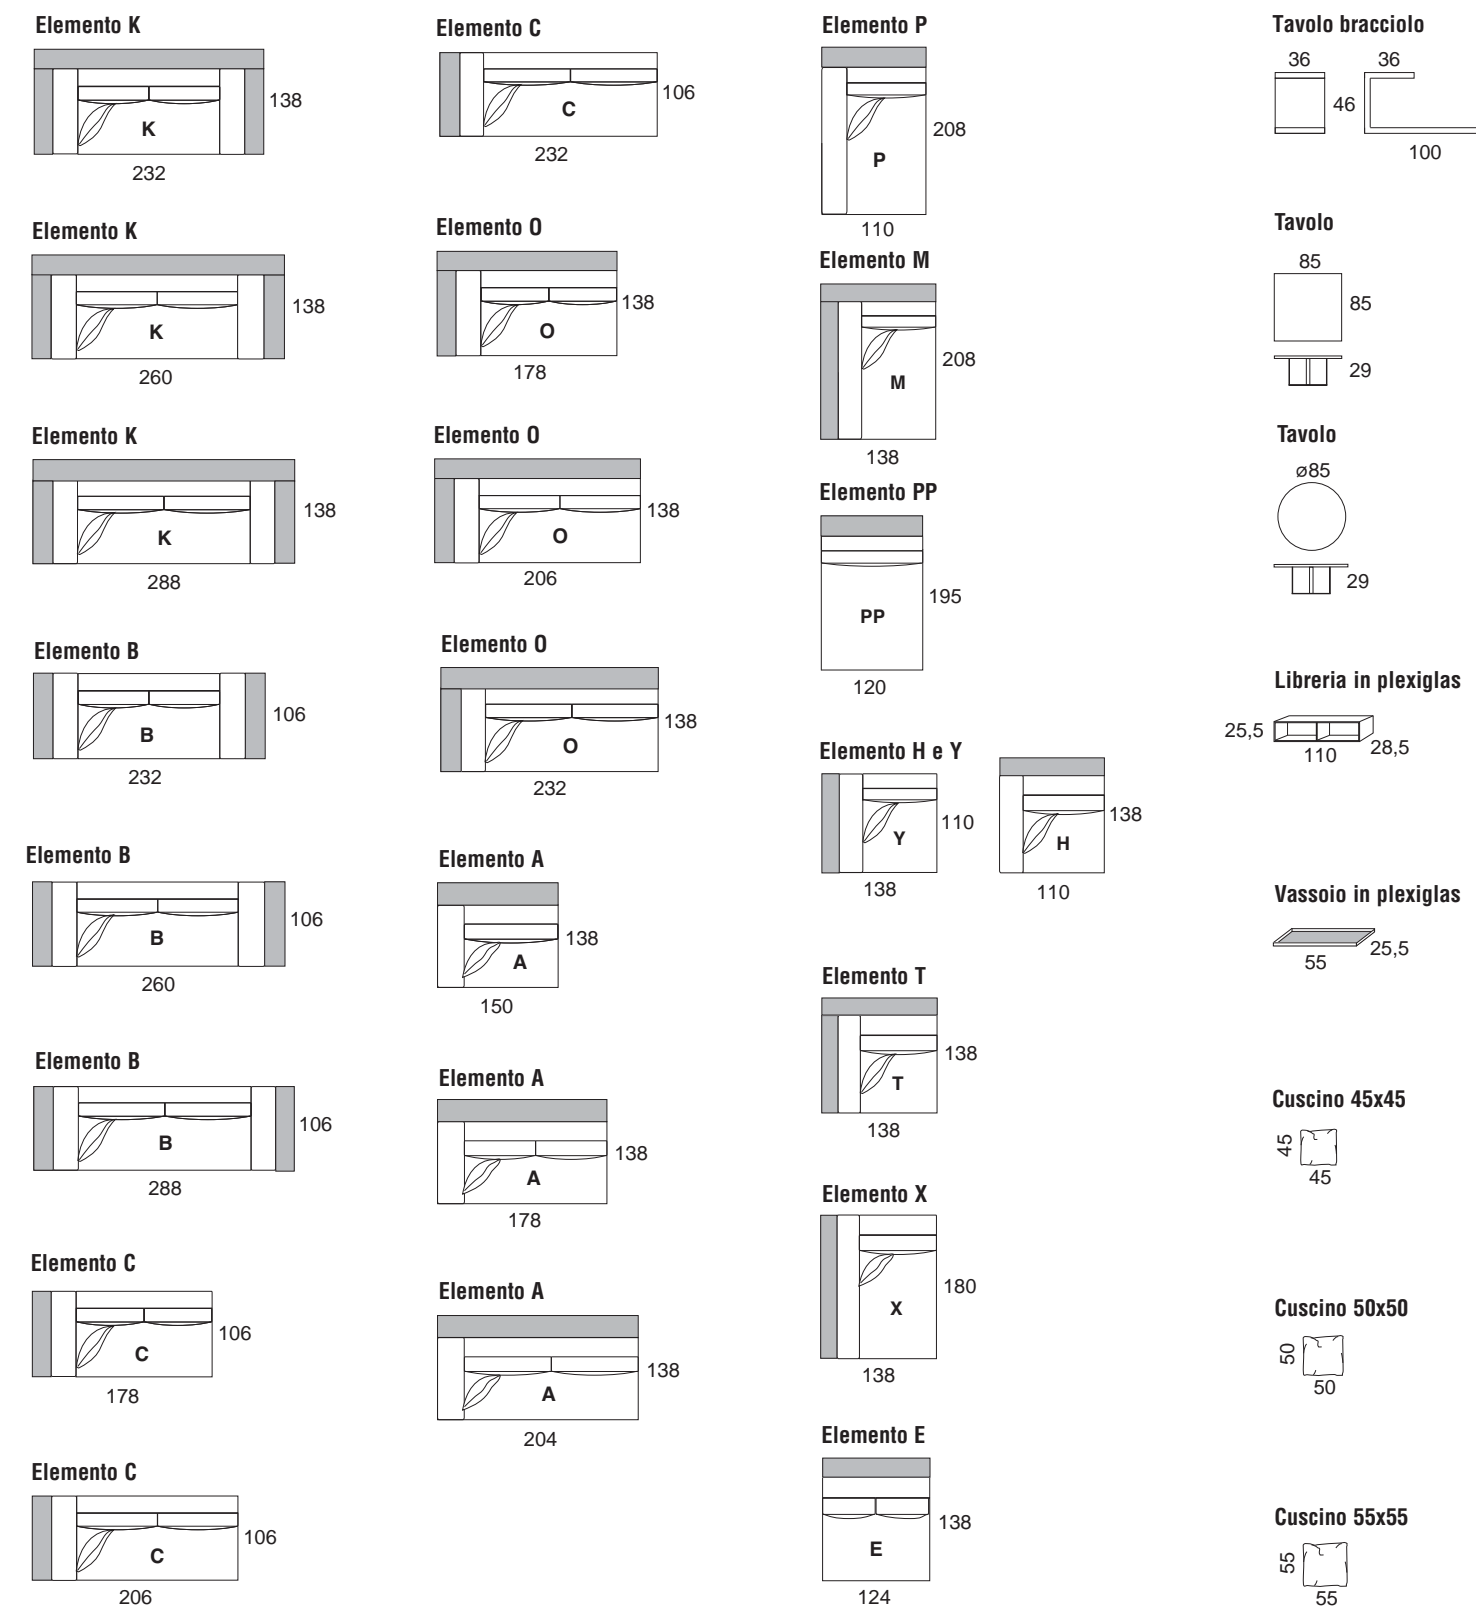 Elemento K
138
K
232
Elemento K
138
K
260
Elemento K
138
K
288
Elemento B
106
B
232
Elemento B
106
B
260
Elemento B
106
B
288
Elemento C
106
C
178
Elemento C
106
C
206
Elemento C
106
C
232
Elemento O
138
O
178
Elemento O
138
O
206
Elemento O
138
O
232
Elemento A
138
A
150
Elemento A
138
A
178
Elemento A
138
A
204
Elemento P
208
P
110
Elemento M
208
M
138
Elemento PP
195
PP
120
Elemento H e Y
Y 110
138
H 138
110
Elemento T
138
T
138
Elemento X
180
X
138
Elemento E
138
E
124
Tavolo bracciolo
36 36
46
100
Tavolo
85
85
29
Tavolo
ø85
29
Libreria in plexiglas
25,5
110 28,5
Vassoio in plexiglas
55 25,5
Cuscino 45x45
45
45
Cuscino 50x50
50
50
Cuscino 55x55
55
55